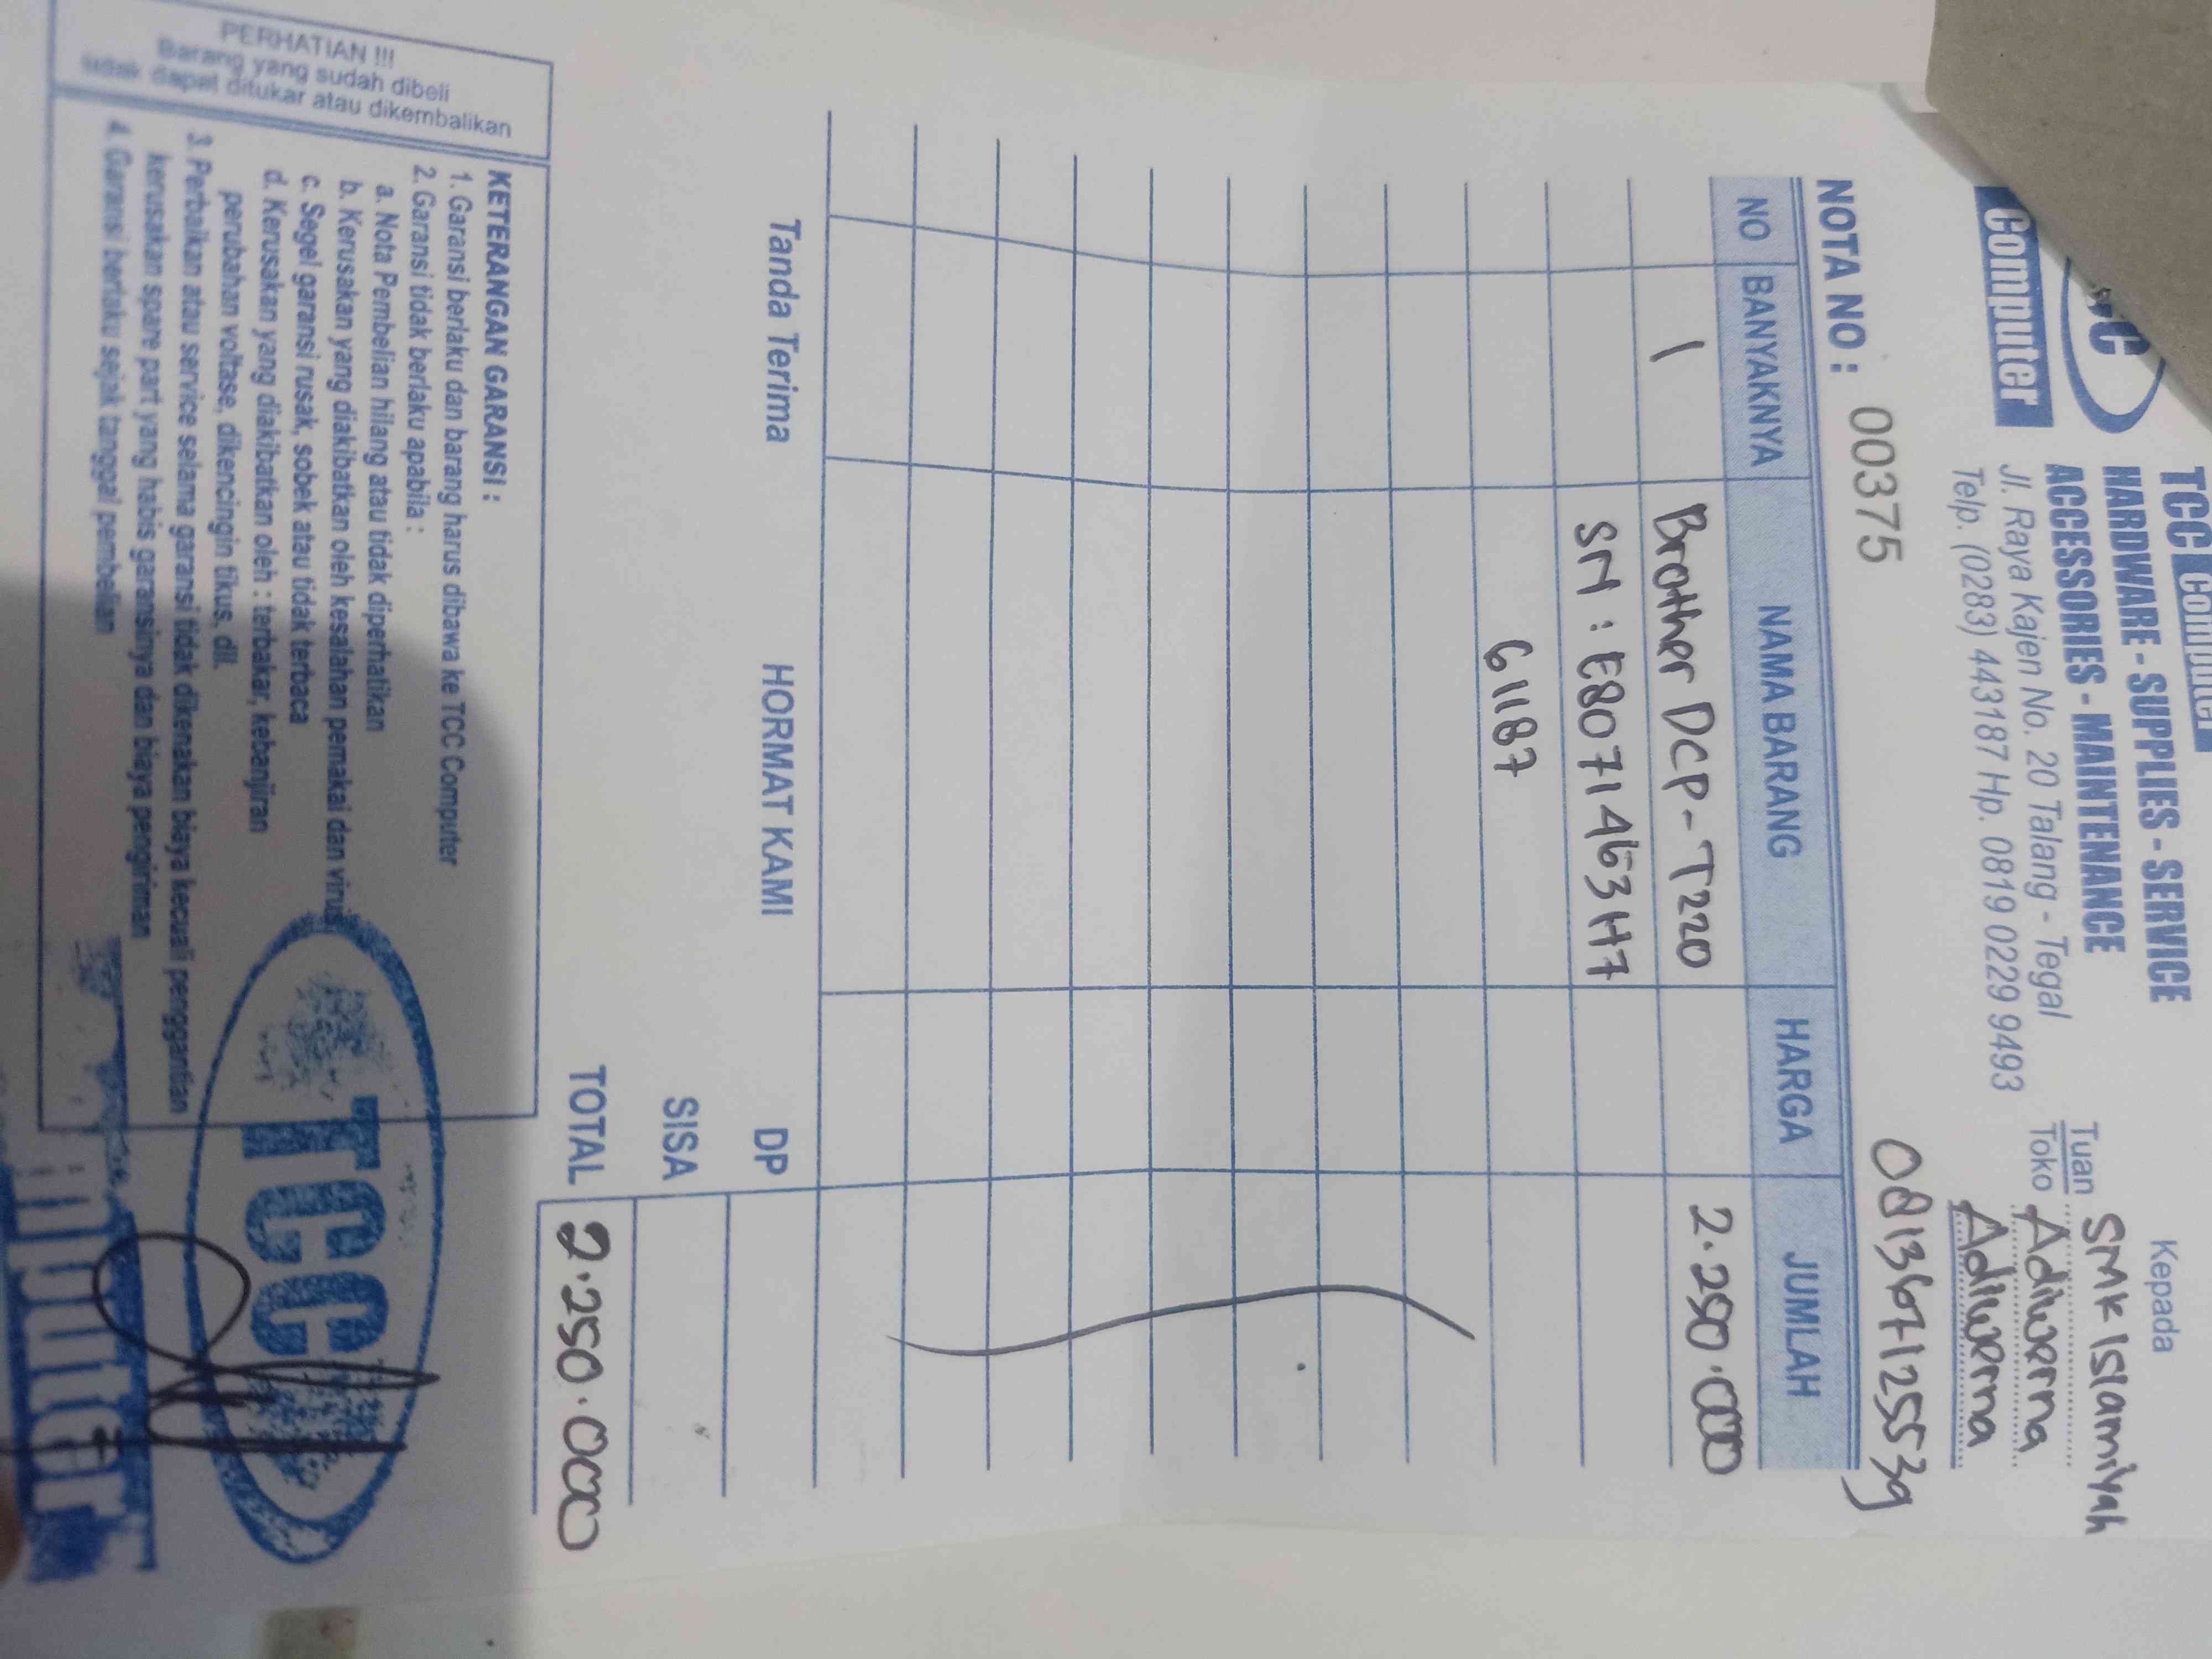 TCC Computer
HARDWARE - SUPPLIES - SERVICE
ACCESSORIES - MAINTENANCE
Jl. Raya Kajen No. 20 Talang - Tegal
Telp. (0283) 443187 Hp. 0819 0229 9493
Computer
Kepada
Tuan SMK Islamiyah
Toko Adiwerna
Adiwerna
NOTA NO : 00375
081367125539
NO BANYAKNYA NAMA BARANG HARGA JUMLAH
1 Brother DCP-T220 2.250.000
SN : E80714653H7
61187
Tanda Terima HORMAT KAMI DP
SISA
TOTAL 2.250.000
KETERANGAN GARANSI :
1. Garansi berlaku dan barang harus dibawa ke TCC Computer
2. Garansi tidak berlaku apabila :
a. Nota Pembelian hilang atau tidak diperhatikan
b. Kerusakan yang diakibatkan oleh kesalahan pemakai dan virus
c. Segel garansi rusak, sobek atau tidak terbaca
d. Kerusakan yang diakibatkan oleh : terbakar, kebanjiran
perubahan voltase, dikencingin tikus, dll.
3. Perbaikan atau service selama garansi tidak dikenakan biaya kecuali penggantian
kerusakan spare part yang habis garansinya dan biaya pengiriman
4. Garansi berlaku sejak tanggal pembelian
PERHATIAN !!!
Barang yang sudah dibeli
tidak dapat ditukar atau dikembalikan
TCC